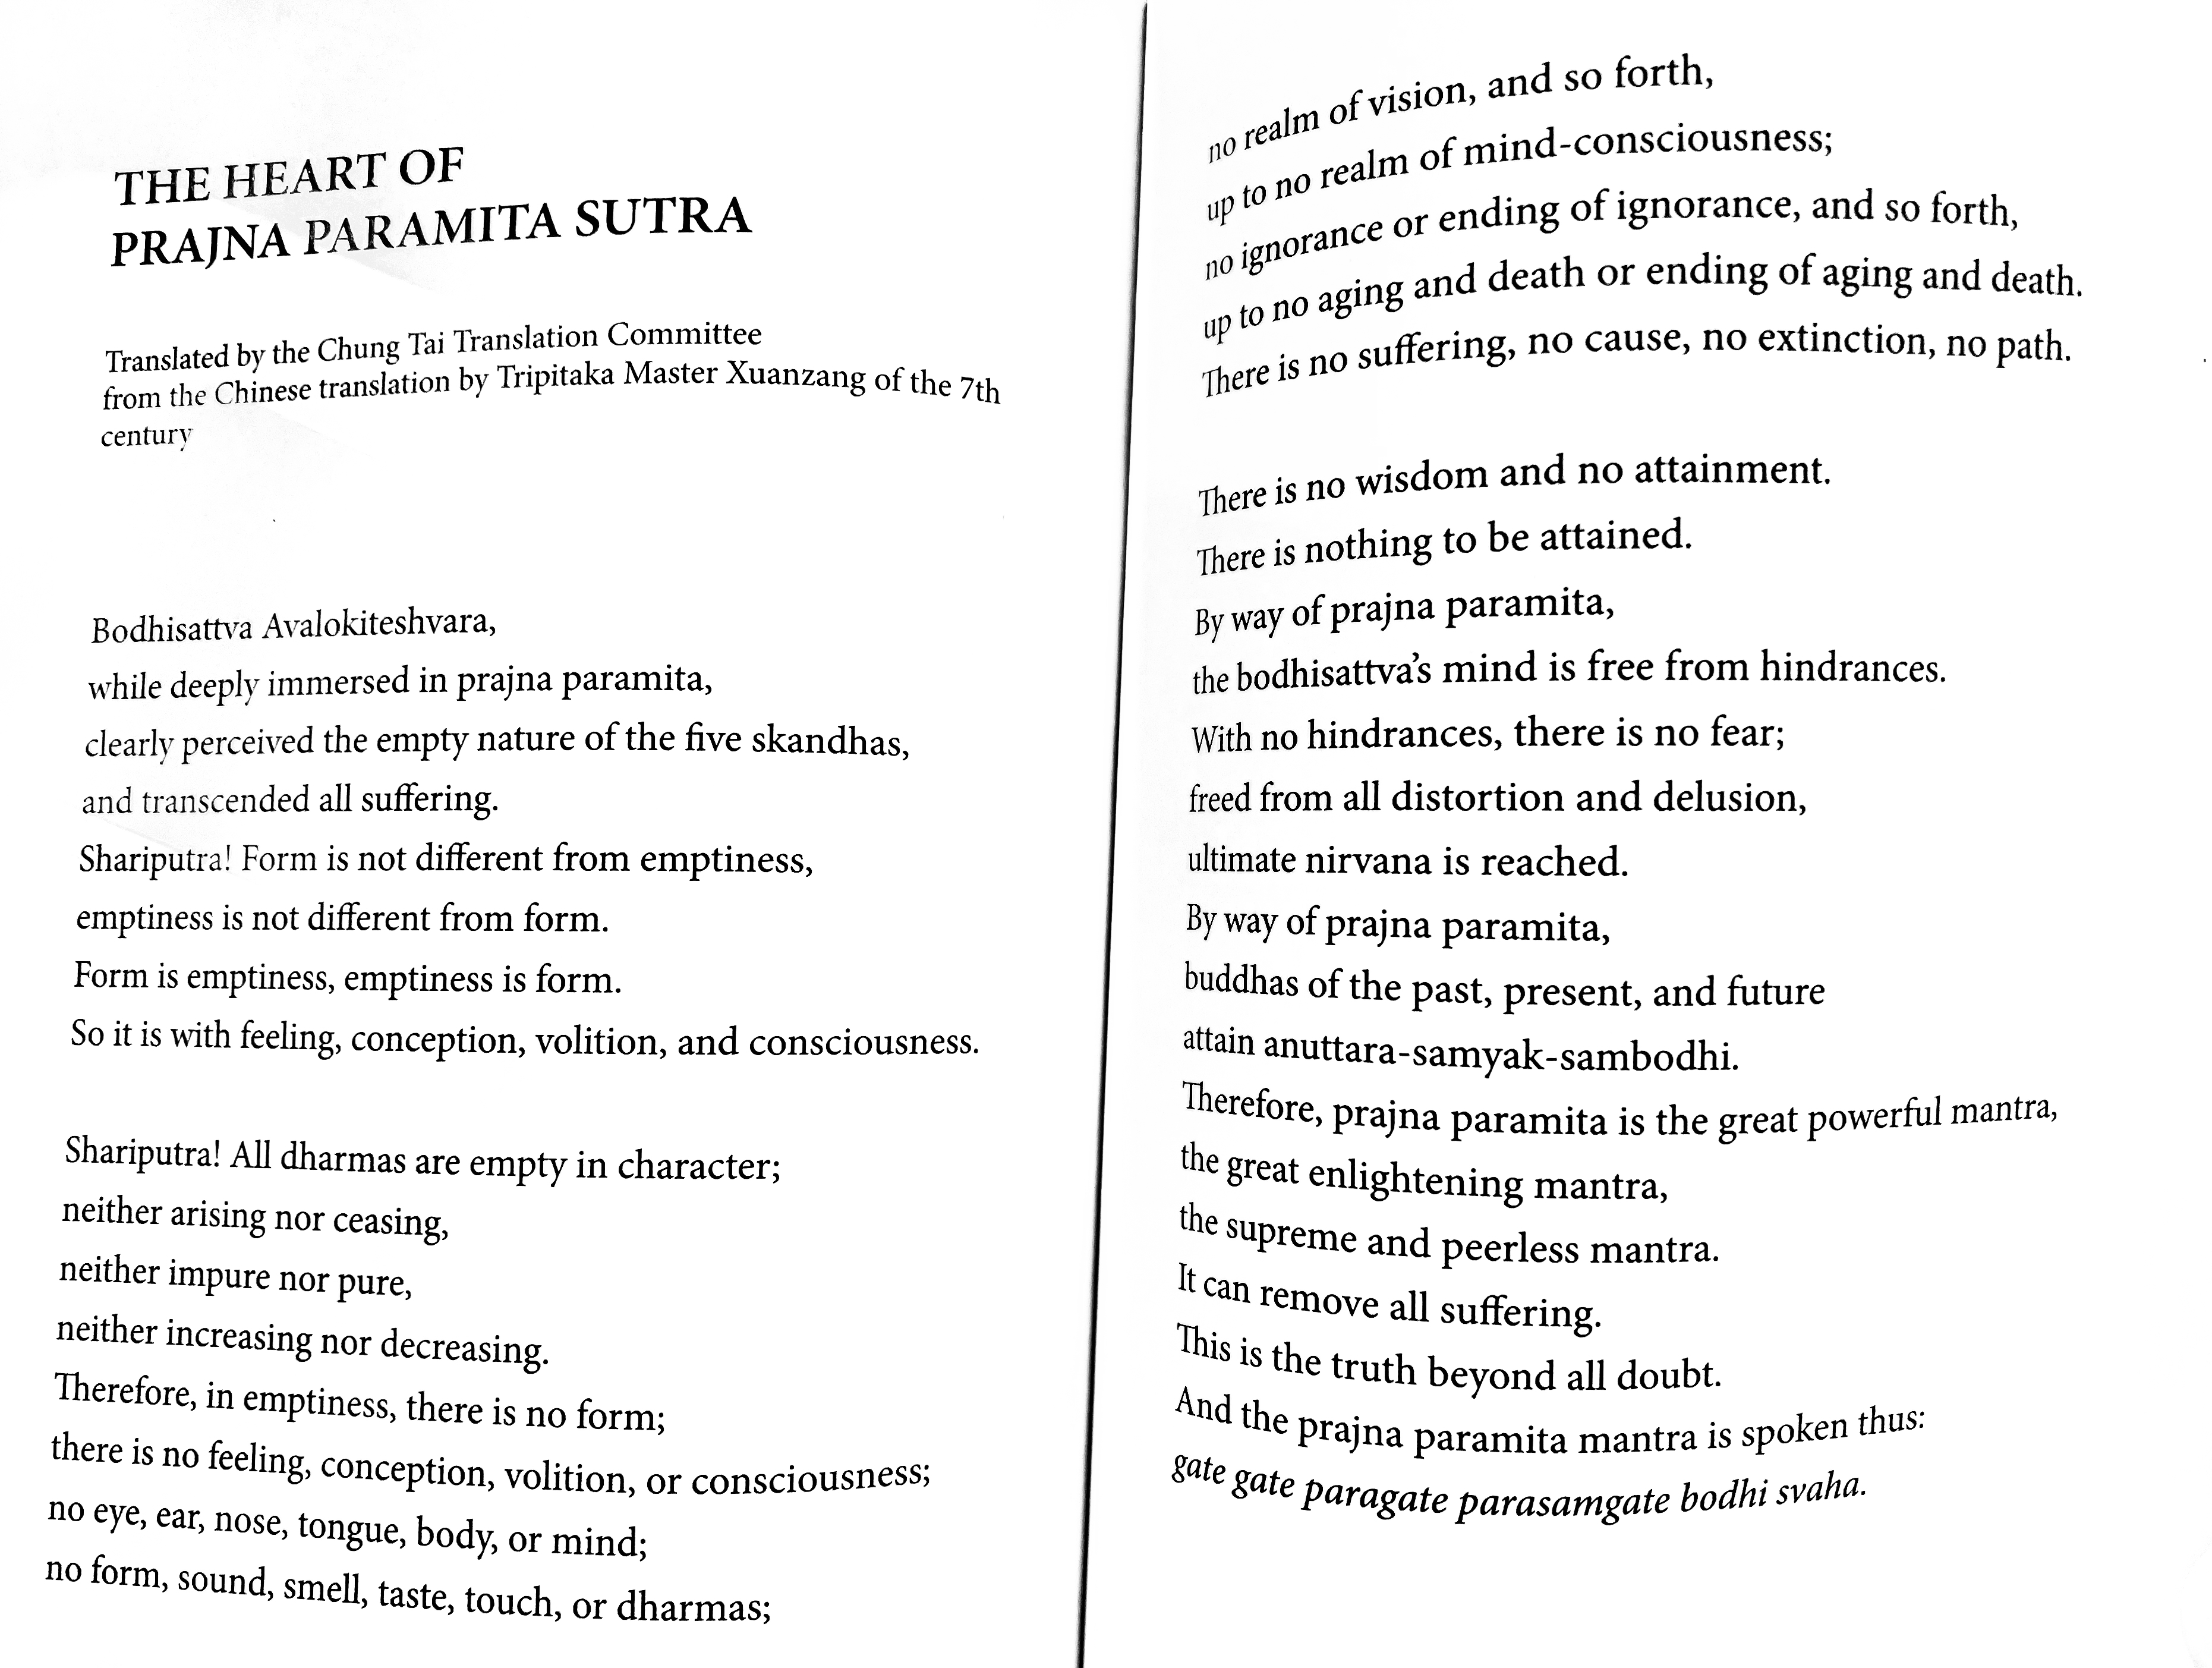 THE HEART OF
PRAJNA PARAMITA SUTRA
Translated by the Chung Tai Translation Committee
from the Chinese translation by Tripitaka Master Xuanzang of the 7th
century
Bodhisattva Avalokiteshvara,
while deeply immersed in prajna paramita,
clearly perceived the empty nature of the five skandhas,
and transcended all suffering.
Shariputra! Form is not different from emptiness,
emptiness is not different from form.
Form is emptiness, emptiness is form.
So it is with feeling, conception, volition, and consciousness.
Shariputra! All dharmas are empty in character;
neither arising nor ceasing,
neither impure nor pure,
neither increasing nor decreasing.
Therefore, in emptiness, there is no form;
there is no feeling, conception, volition, or consciousness;
no eye, ear, nose, tongue, body, or mind;
no form, sound, smell, taste, touch, or dharmas;
no realm of vision, and so forth,
up to no realm of mind-consciousness;
no ignorance or ending of ignorance, and so forth,
up to no aging and death or ending of aging and death.
There is no suffering, no cause, no extinction, no path.
There is no wisdom and no attainment.
There is nothing to be attained.
By way of prajna paramita,
the bodhisattva's mind is free from hindrances.
With no hindrances, there is no fear;
freed from all distortion and delusion,
ultimate nirvana is reached.
By way of prajna paramita,
buddhas of the past, present, and future
attain anuttara-samyak-sambodhi.
Therefore, prajna paramita is the great powerful mantra,
the great enlightening mantra,
the supreme and peerless mantra.
It can remove all suffering.
This is the truth beyond all doubt.
And the prajna paramita mantra is spoken thus:
gate gate paragate parasamgate bodhi svaha.